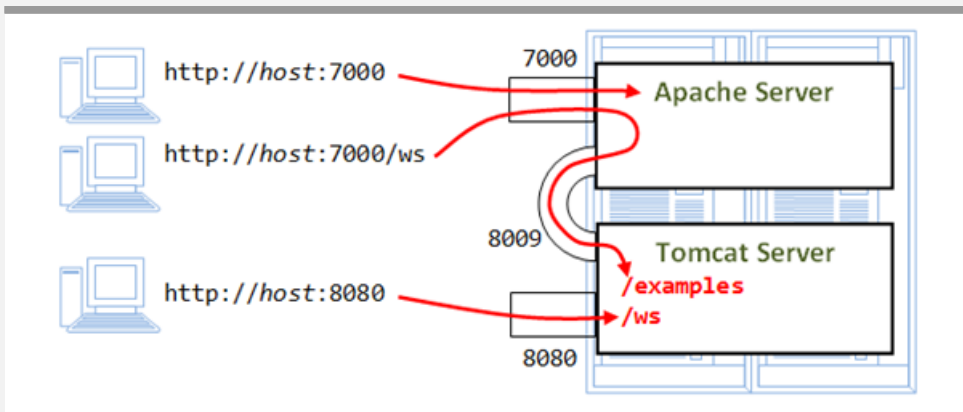 7000
http://host:7000
Apache Server
http://host:7000/ws
8009
Tomcat Server
/examples
http://host:8080
/ws
8080